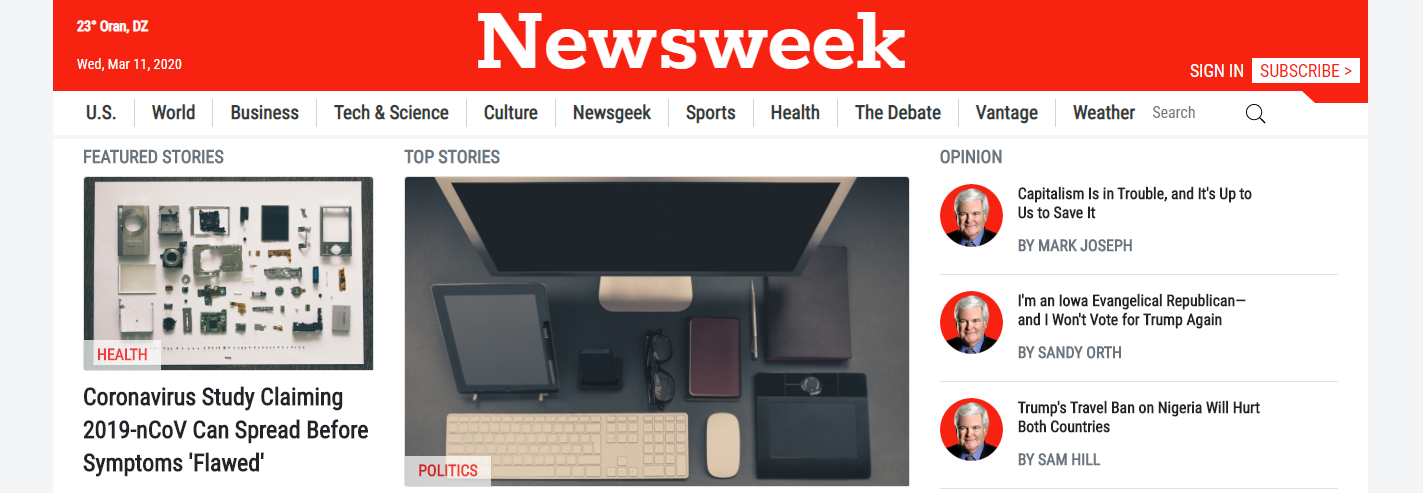 23° Oran, DZ
Wed, Mar 11, 2020
Newsweek
SIGN IN
SUBSCRIBE >
U.S. World Business Tech & Science Culture Newsgeek Sports Health The Debate Vantage Weather Search
FEATURED STORIES
HEALTH
Coronavirus Study Claiming
2019-nCoV Can Spread Before
Symptoms 'Flawed'
TOP STORIES
POLITICS
OPINION
Capitalism Is in Trouble, and It's Up to
Us to Save It
BY MARK JOSEPH
I'm an Iowa Evangelical Republican—
and I Won't Vote for Trump Again
BY SANDY ORTH
Trump's Travel Ban on Nigeria Will Hurt
Both Countries
BY SAM HILL